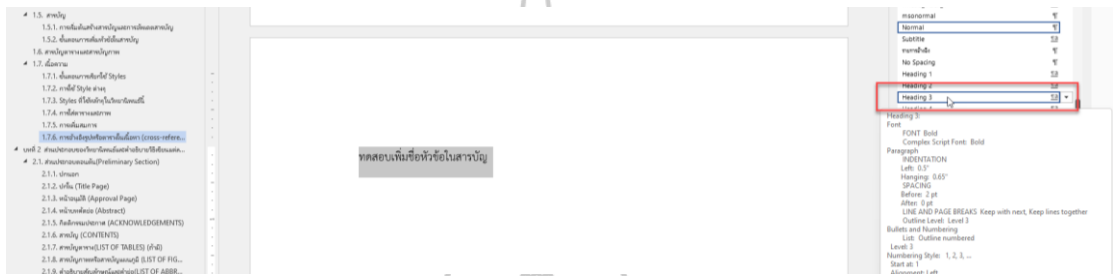 1.5. สารบัญ
1.5.1. การเริ่มต้นสร้างสารบัญและการอัพเดตสารบัญ
1.5.2. ขั้นตอนการเพิ่มหัวข้อในสารบัญ
1.6. สารบัญตารางและสารบัญภาพ
1.7. เนื้อความ
1.7.1. ขั้นตอนการเรียกใช้ Styles
1.7.2. การใช้ Style ต่างๆ
1.7.3. Styles ที่ใช้หลักๆในวิทยานิพนธ์นี้
1.7.4. การใส่ตารางและภาพ
1.7.5. การเพิ่มสมการ
1.7.6. การอ้างอิงรูปหรือตารางในเนื้อหา (cross-refere...
บทที่ 2 ส่วนประกอบของวิทยานิพนธ์และคำอธิบายวิธีเขียนแต่ล...
2.1. ส่วนประกอบตอนต้น(Preliminary Section)
2.1.1. ปกนอก
2.1.2. ปกใน (Title Page)
2.1.3. หน้าอนุมัติ (Approval Page)
2.1.4. หน้าบทคัดย่อ (Abstract)
2.1.5. กิตติกรรมประกาศ (ACKNOWLEDGEMENTS)
2.1.6. สารบัญ (CONTENTS)
2.1.7. สารบัญตาราง(LIST OF TABLES) (ถ้ามี)
2.1.8. สารบัญภาพหรือสารบัญแผนภูมิ (LIST OF FIG...
2.1.9. คำอธิบายสัญลักษณ์และคำย่อ(LIST OF ABBR...
ทดสอบเพิ่มชื่อหัวข้อในสารบัญ
msonormal
Normal
Subtitle
รายการอ้างอิง
No Spacing
Heading 1
Heading 2
Heading 3
Heading 3:
Font
FONT Bold
Complex Script Font: Bold
Paragraph
INDENTATION
Left: 0.5"
Hanging: 0.65"
SPACING
Before: 2 pt
After: 0 pt
LINE AND PAGE BREAKS Keep with next, Keep lines together
Outline Level: Level 3
Bullets and Numbering
List: Outline numbered
Level: 3
Numbering Style: 1, 2, 3, ...
Start at: 1
Alignment: Left